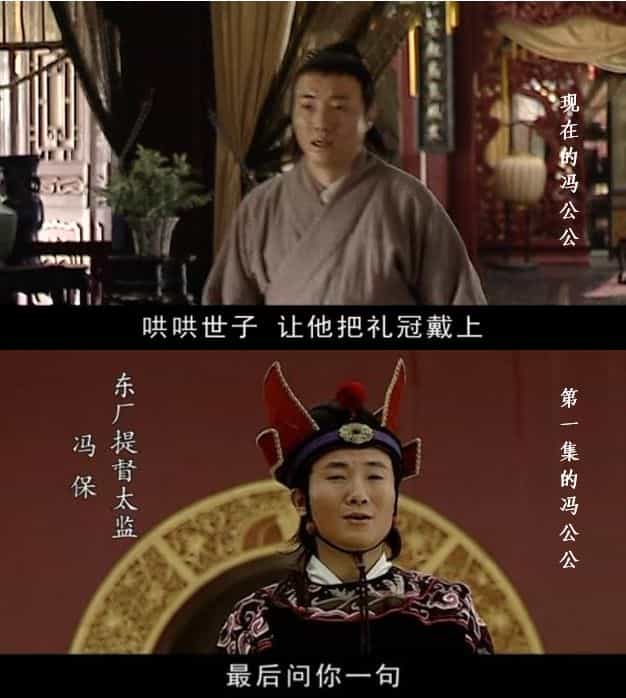 现在的冯公公
哄哄世子 让他把礼冠戴上
东厂提督太监
冯保
第一集的冯公公
最后问你一句